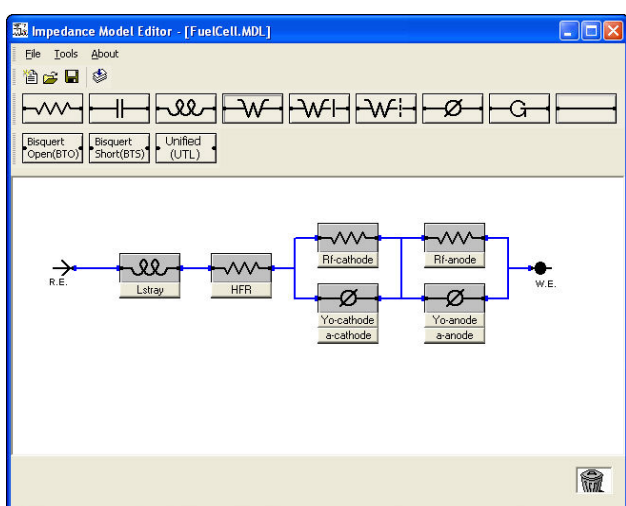 Impedance Model Editor - [FuelCell.MDL]
File Tools About
W W W G
Bisquert Open(BTO)
Bisquert Short(BTS)
Unified (UTL)
R.E.
Lstray
HFR
Rf-cathode
Rf-anode
Yo-cathode
a-cathode
Yo-anode
a-anode
W.E.